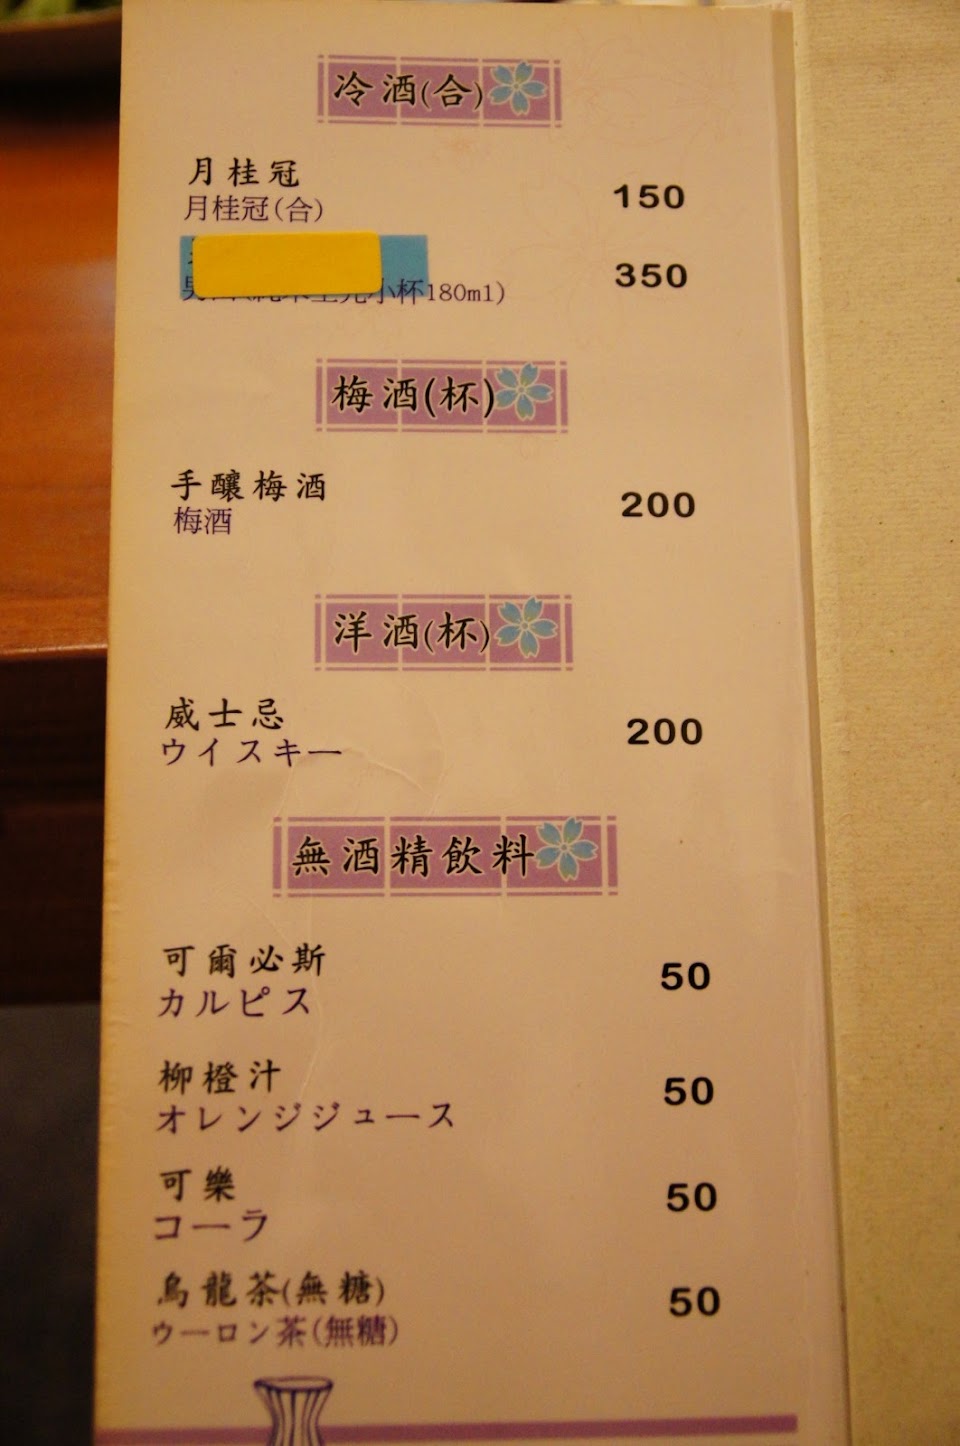 冷酒(合)
月桂冠
月桂冠(合)
150
小杯180ml)
350
梅酒(杯)
手釀梅酒
梅酒
200
洋酒(杯)
威士忌
ウイスキー
200
無酒精飲料
可爾必斯
カルピス
50
柳橙汁
オレンジジュース
50
可樂
コーラ
50
烏龍茶(無糖)
ゥーロン茶(無糖)
50